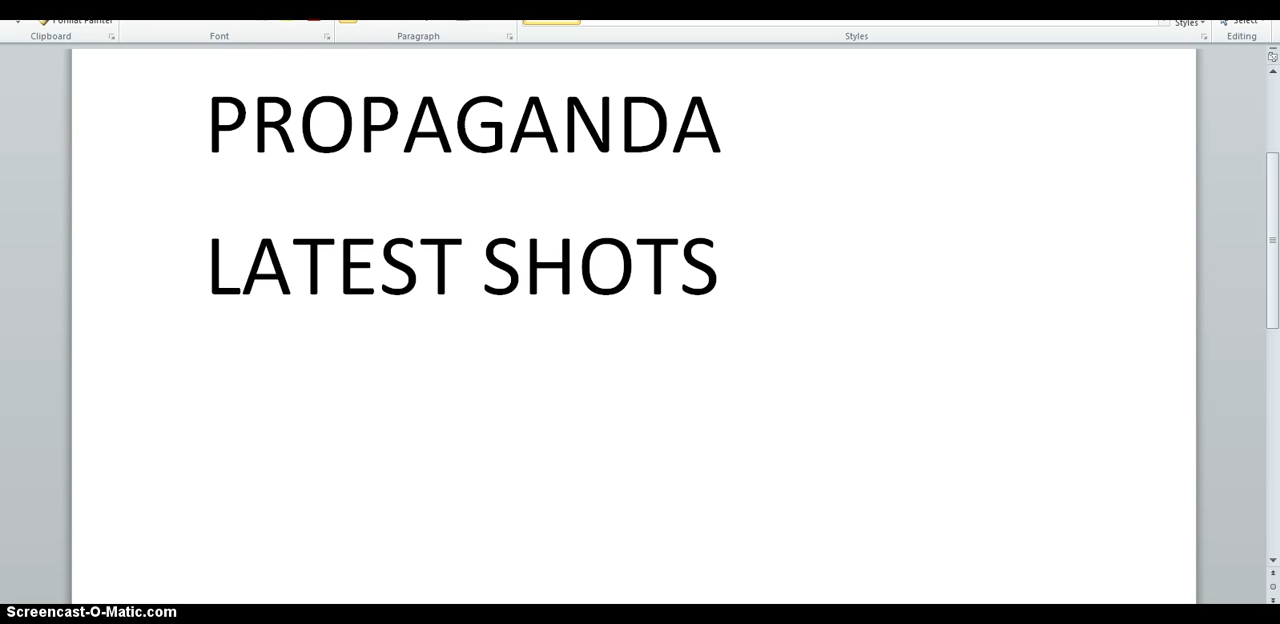 Format Painter
Styles
Select
Clipboard
Font
Paragraph
Styles
Editing
PROPAGANDA
LATEST SHOTS
Screencast-O-Matic.com